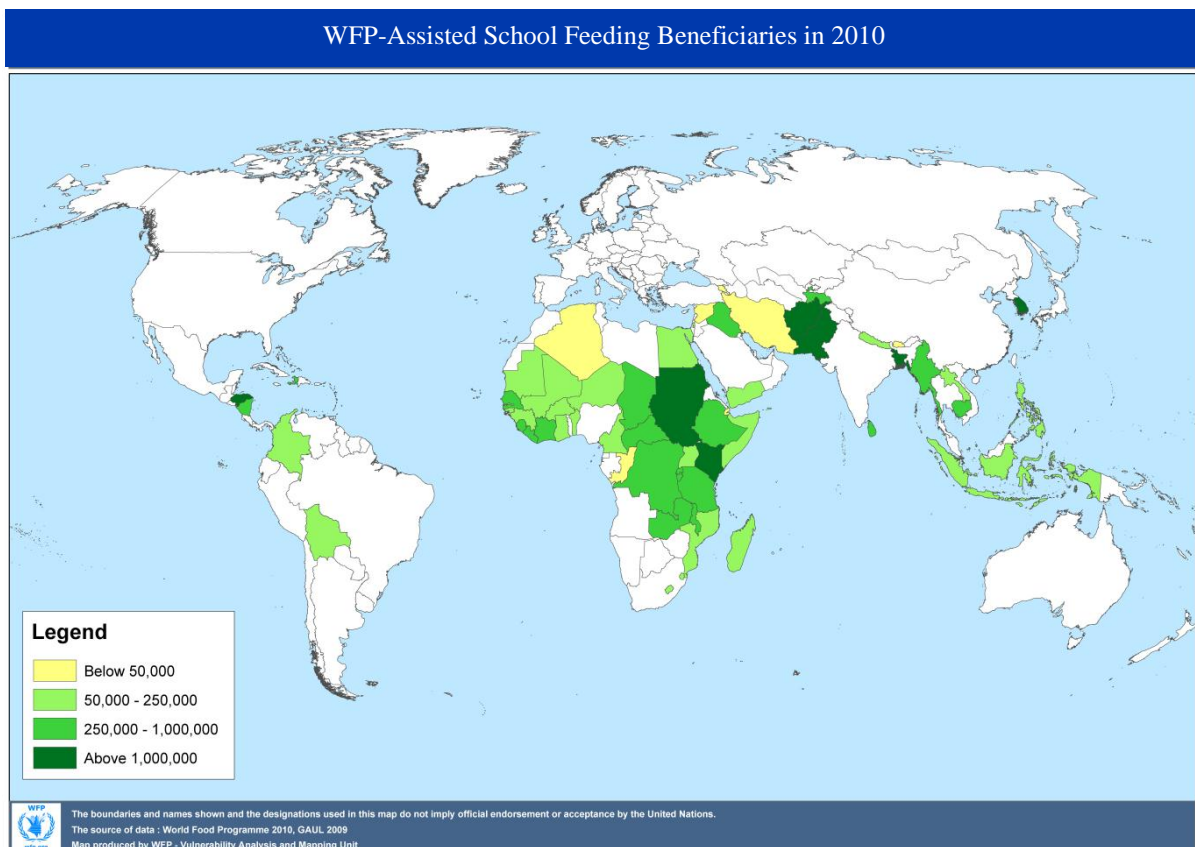 WFP-Assisted School Feeding Beneficiaries in 2010
Legend
Below 50,000
50,000 - 250,000
250,000 - 1,000,000
Above 1,000,000
WFP
The boundaries and names shown and the designations used in this map do not imply official endorsement or acceptance by the United Nations.
The source of data : World Food Programme 2010, GAUL 2009
Map produced by WFP - Vulnerability Analysis and Mapping Unit